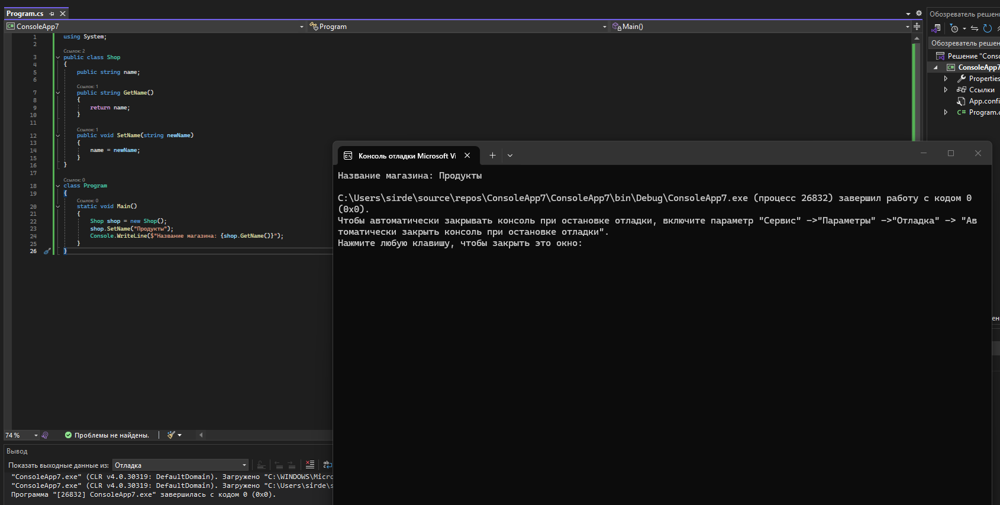 Program.cs
ConsoleApp7
Program
Main()
1 using System;
2
Ссылок: 2
3 public class Shop
4 {
5 public string name;
6
Ссылок: 1
7 public string GetName()
8 {
9 return name;
10 }
11
Ссылок: 1
12 public void SetName(string newName)
13 {
14 name = newName;
15 }
16 }
17
Ссылок: 0
18 class Program
19 {
Ссылок: 0
20 static void Main()
21 {
22 Shop shop = new Shop();
23 shop.SetName("Продукты");
24 Console.WriteLine($"Название магазина: {shop.GetName()}");
25 }
26 }
74 %
Проблемы не найдены.
Вывод
Показать выходные данные из: Отладка
"ConsoleApp7.exe" (CLR v4.0.30319: DefaultDomain). Загружено "C:\WINDOWS\Micro
"ConsoleApp7.exe" (CLR v4.0.30319: DefaultDomain). Загружено "C:\Users\sirde\s
Программа "[26832] ConsoleApp7.exe" завершилась с кодом 0 (0x0).
Консоль отладки Microsoft Vi
Название магазина: Продукты
C:\Users\sirde\source\repos\ConsoleApp7\ConsoleApp7\bin\Debug\ConsoleApp7.exe (процесс 26832) завершил работу с кодом 0
(0x0).
Чтобы автоматически закрывать консоль при остановке отладки, включите параметр "Сервис" ->"Параметры" ->"Отладка" -> "Ав
томатически закрыть консоль при остановке отладки".
Нажмите любую клавишу, чтобы закрыть это окно:
Обозреватель решени
Обозреватель решен
Решение "Conso
ConsoleApp7
Properties
Ссылки
App.confi
Program.c